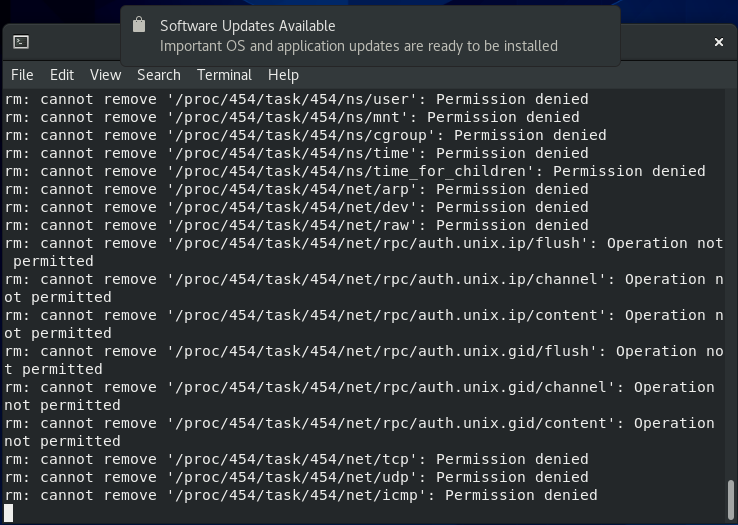 Software Updates Available
Important OS and application updates are ready to be installed
File Edit View Search Terminal Help
rm: cannot remove '/proc/454/task/454/ns/user': Permission denied
rm: cannot remove '/proc/454/task/454/ns/mnt': Permission denied
rm: cannot remove '/proc/454/task/454/ns/cgroup': Permission denied
rm: cannot remove '/proc/454/task/454/ns/time': Permission denied
rm: cannot remove '/proc/454/task/454/ns/time_for_children': Permission denied
rm: cannot remove '/proc/454/task/454/net/arp': Permission denied
rm: cannot remove '/proc/454/task/454/net/dev': Permission denied
rm: cannot remove '/proc/454/task/454/net/raw': Permission denied
rm: cannot remove '/proc/454/task/454/net/rpc/auth.unix.ip/flush': Operation not
 permitted
rm: cannot remove '/proc/454/task/454/net/rpc/auth.unix.ip/channel': Operation n
ot permitted
rm: cannot remove '/proc/454/task/454/net/rpc/auth.unix.ip/content': Operation n
ot permitted
rm: cannot remove '/proc/454/task/454/net/rpc/auth.unix.gid/flush': Operation no
t permitted
rm: cannot remove '/proc/454/task/454/net/rpc/auth.unix.gid/channel': Operation
not permitted
rm: cannot remove '/proc/454/task/454/net/rpc/auth.unix.gid/content': Operation
not permitted
rm: cannot remove '/proc/454/task/454/net/tcp': Permission denied
rm: cannot remove '/proc/454/task/454/net/udp': Permission denied
rm: cannot remove '/proc/454/task/454/net/icmp': Permission denied